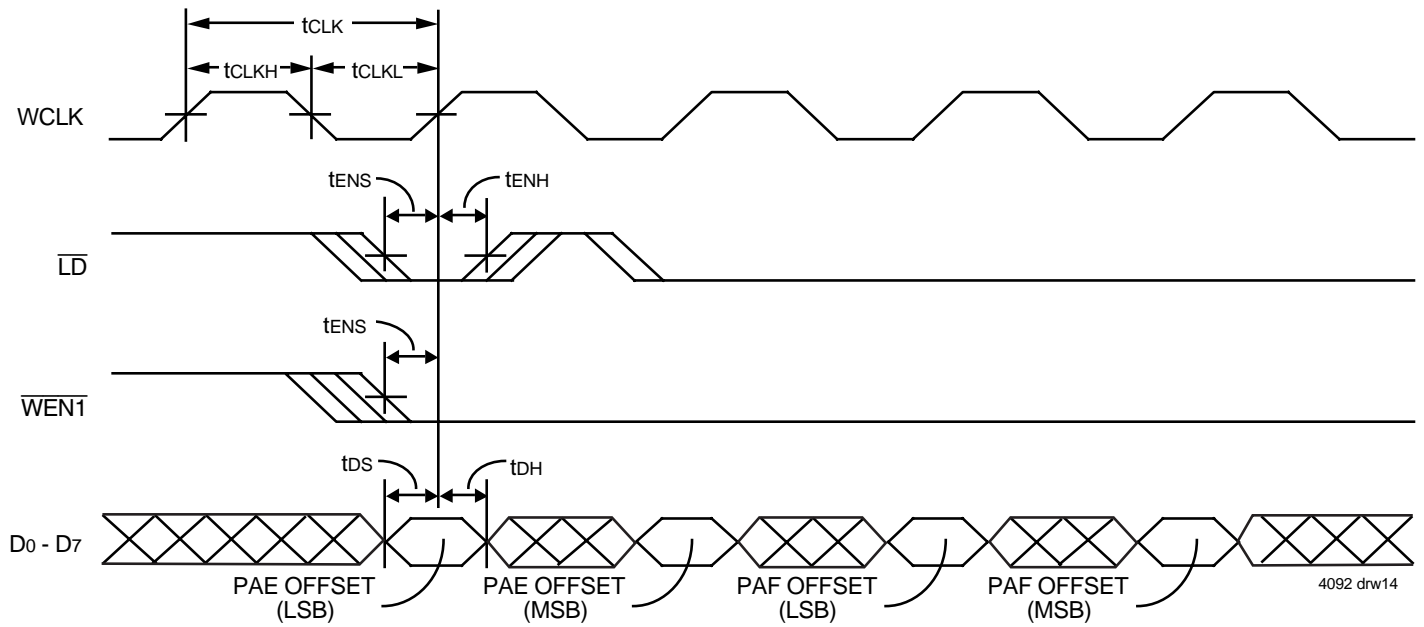 tCLK
tCLKH
tCLKL
WCLK
tENS
tENH
LD
tENS
WEN1
tDS
tDH
D0 - D7
PAE OFFSET
(LSB)
PAE OFFSET
(MSB)
PAF OFFSET
(LSB)
PAF OFFSET
(MSB)
4092 drw14